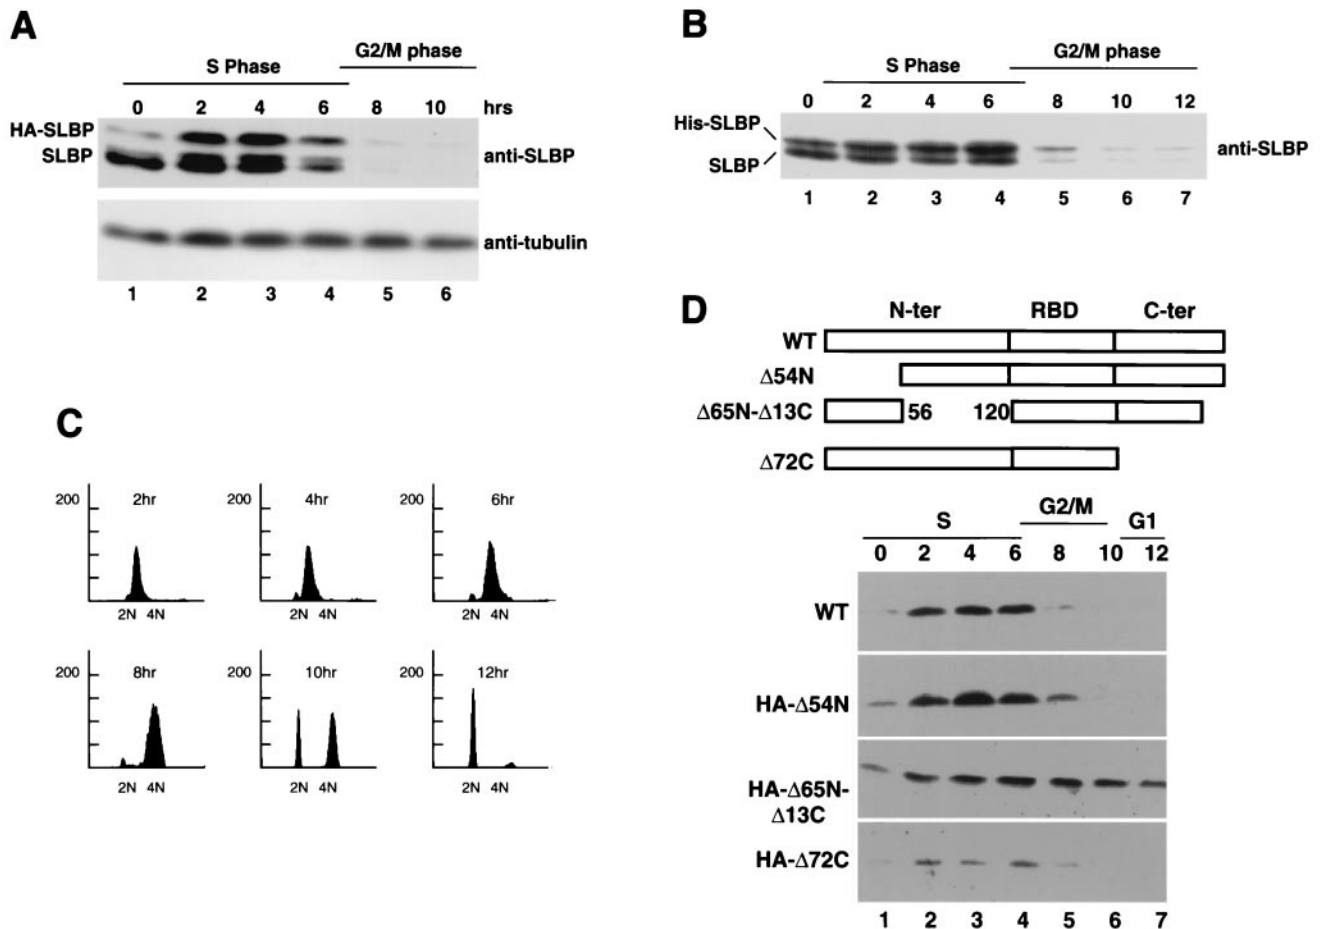 A
S Phase
G2/M phase
0 2 4 6 8 10 hrs
HA-SLBP
SLBP
anti-SLBP
anti-tubulin
1 2 3 4 5 6
B
S Phase
G2/M phase
0 2 4 6 8 10 12
His-SLBP
SLBP
anti-SLBP
1 2 3 4 5 6 7
C
200 2hr
2N 4N
200 4hr
2N 4N
200 6hr
2N 4N
200 8hr
2N 4N
200 10hr
2N 4N
200 12hr
2N 4N
D
N-ter RBD C-ter
WT
Δ54N
Δ65N-Δ13C 56 120
Δ72C
S G2/M G1
0 2 4 6 8 10 12
WT
HA-Δ54N
HA-Δ65N-
Δ13C
HA-Δ72C
1 2 3 4 5 6 7